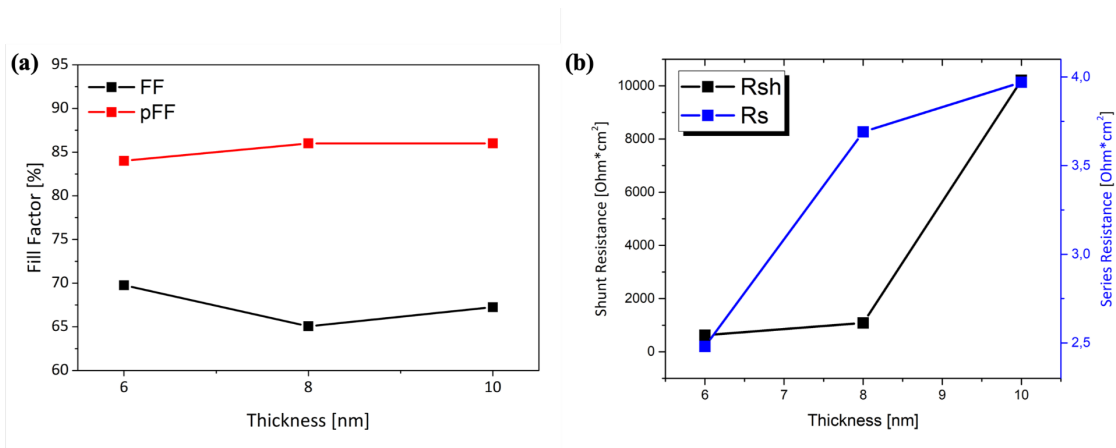 (a)
FF
pFF
95
90
85
80
75
70
65
60
6
8
10
Fill Factor [%]
Thickness [nm]
(b)
Rsh
Rs
10000
8000
6000
4000
2000
0
4,0
3,5
3,0
2,5
6
7
8
9
10
Shunt Resistance [Ohm*cm²]
Series Resistance [Ohm*cm²]
Thickness [nm]